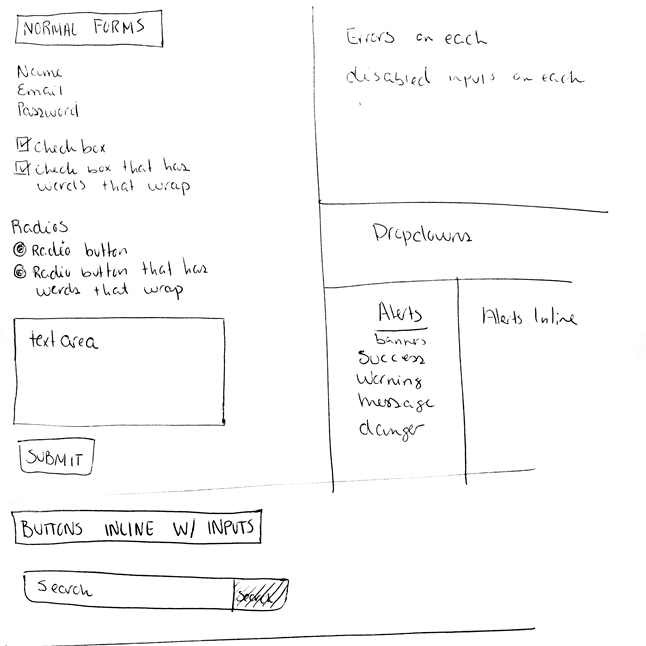 NORMAL FORMS
Name
Email
Password
Checkbox
Check box that has
words that wrap
Radios
Radio button
Radio button that has
words that wrap
text area
SUBMIT
Errors on each
disabled inputs on each
Dropdowns
Alerts
banners
Success
Warning
message
danger
Alerts Inline
BUTTONS INLINE W/ INPUTS
Search
Search